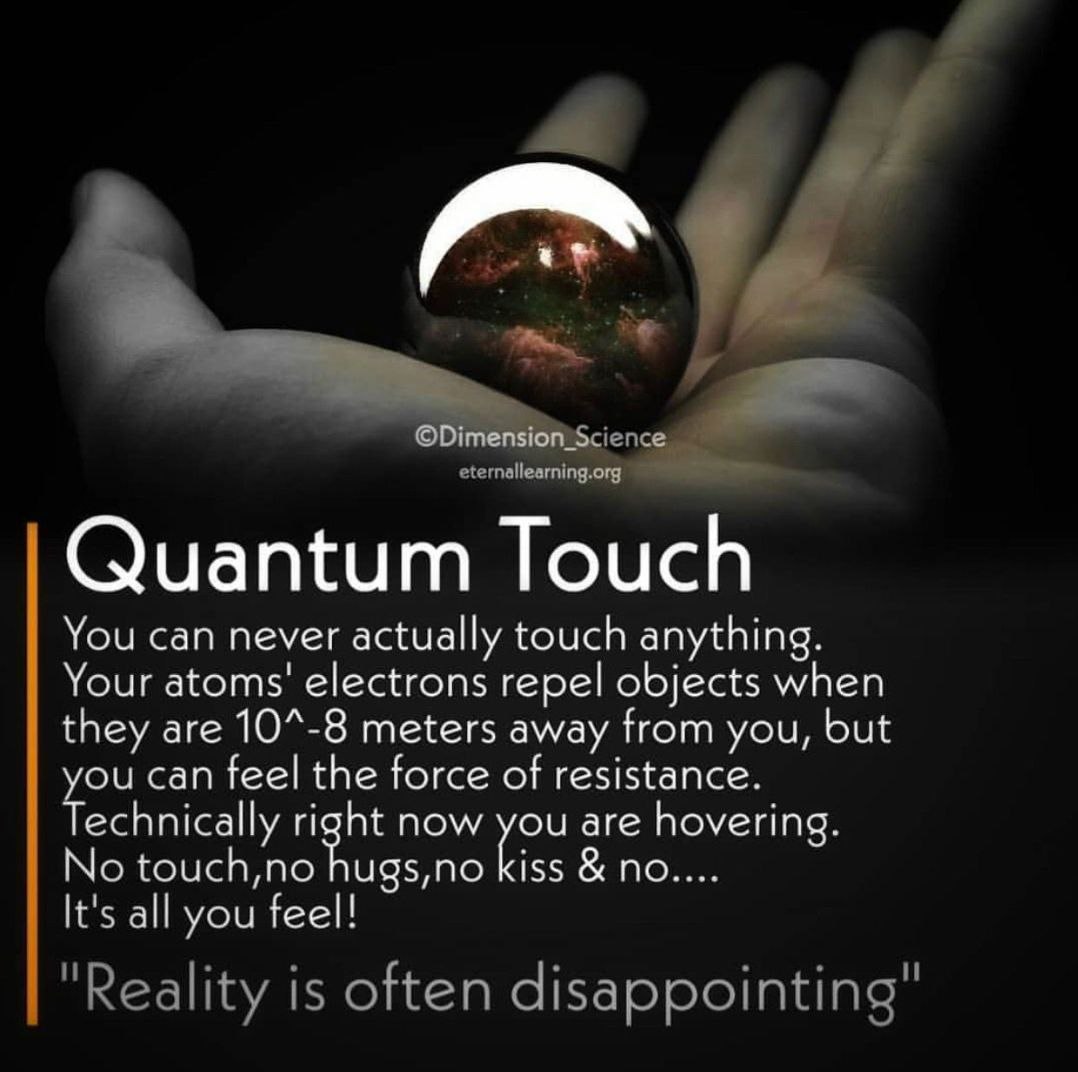 ©Dimension_Science
eternallearning.org
Quantum Touch
You can never actually touch anything.
Your atoms' electrons repel objects when
they are 10^-8 meters away from you, but
you can feel the force of resistance.
Technically right now you are hovering.
No touch,no hugs,no kiss & no....
It's all you feel!
"Reality is often disappointing"